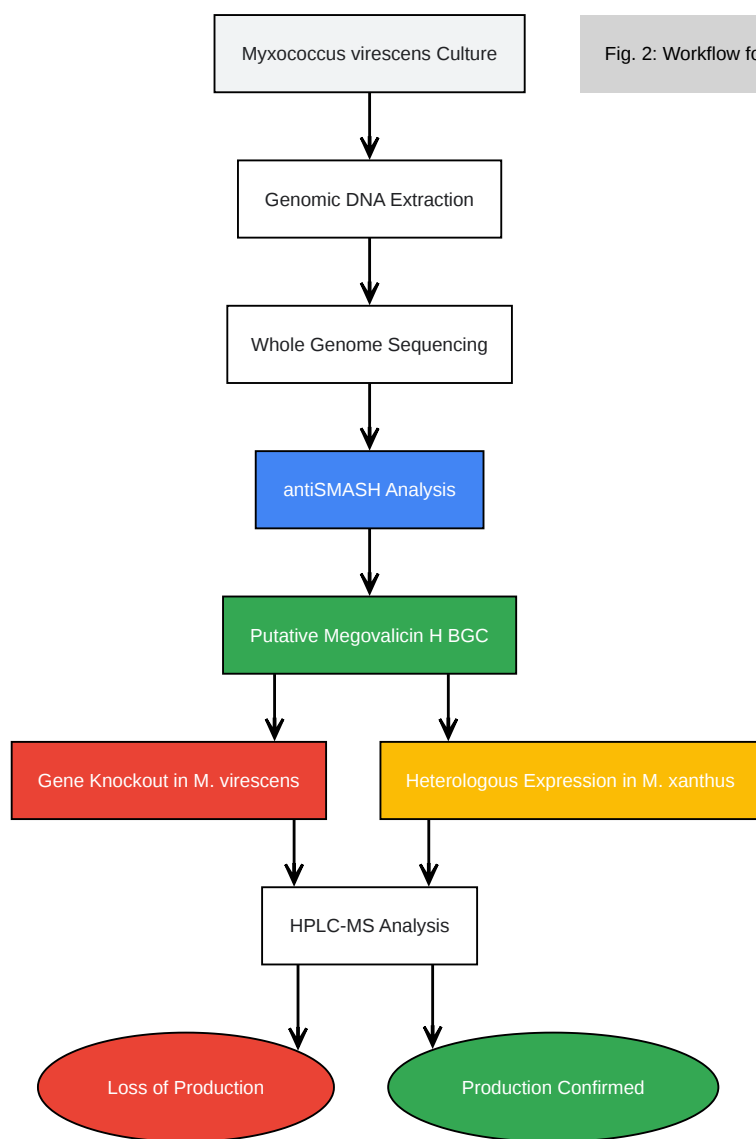 Myxococcus virescens Culture
Fig. 2: Workflow fo
Genomic DNA Extraction
Whole Genome Sequencing
antiSMASH Analysis
Putative Megovalicin H BGC
Gene Knockout in M. virescens
Heterologous Expression in M. xanthus
HPLC-MS Analysis
Loss of Production
Production Confirmed